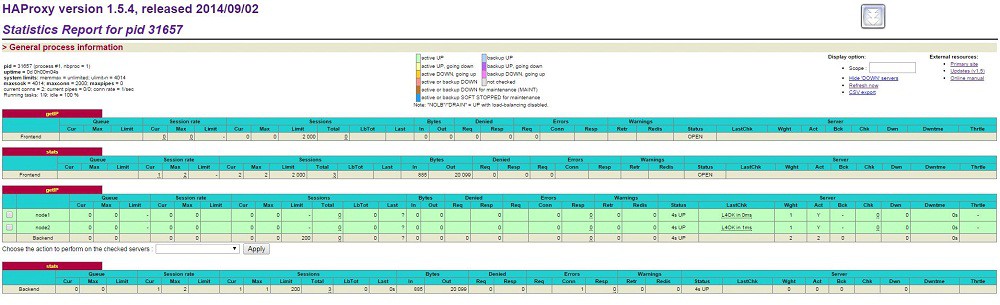 HAProxy version 1.5.4, released 2014/09/02
Statistics Report for pid 31657
> General process information
pid = 31657 (process #1, nbproc = 1)
uptime = 0d 0h00m04s
system limits: memmax = unlimited, ulimit-n = 4014
maxsock = 4014; maxconn = 2000; maxpipes = 0
current conns = 2; current pipes = 0/0; conn rate = 1/sec
Running tasks: 1/9; idle = 100 %
active UP backup UP
active UP, going down backup UP, going down
active DOWN, going up backup DOWN, going up
active or backup DOWN not checked
active or backup DOWN for maintenance (MAINT)
active or backup SOFT STOPPED for maintenance
Note: "NOLB"/"DRAIN" = UP with load-balancing disabled.
Display option:
Scope :
Hide 'DOWN' servers
Refresh now
CSV export
External resources:
Primary site
Updates (v1.5)
Online manual
Queue Session rate Sessions Bytes Denied Errors Warnings Server
Cur Max Limit Cur Max Limit Cur Max Limit Total LbTot Last In Out Req Resp Req Conn Resp Retr Redis Status LastChk Wght Act Bck Chk Dwn Dwntme Thrtle
Frontend 0 0 - 0 0 2 000 0 0 0 0 0 0 OPEN
stats
Queue Session rate Sessions Bytes Denied Errors Warnings Server
Cur Max Limit Cur Max Limit Cur Max Limit Total LbTot Last In Out Req Resp Req Conn Resp Retr Redis Status LastChk Wght Act Bck Chk Dwn Dwntme Thrtle
Frontend 1 2 - 2 2 2 000 3 885 20 099 0 0 0 OPEN
Queue Session rate Sessions Bytes Denied Errors Warnings Server
Cur Max Limit Cur Max Limit Cur Max Limit Total LbTot Last In Out Req Resp Req Conn Resp Retr Redis Status LastChk Wght Act Bck Chk Dwn Dwntme Thrtle
node1 0 0 - 0 0 0 0 - 0 0 ? 0 0 0 0 0 0 0 4s UP L4OK in 0ms 1 Y - 0 0 0s -
node2 0 0 - 0 0 0 0 - 0 0 ? 0 0 0 0 0 0 0 4s UP L4OK in 1ms 1 Y - 0 0 0s -
Backend 0 0 0 0 0 0 200 0 0 ? 0 0 0 0 0 0 0 0 4s UP 2 2 0 0 0s
Choose the action to perform on the checked servers : Apply
stats
Queue Session rate Sessions Bytes Denied Errors Warnings Server
Cur Max Limit Cur Max Limit Cur Max Limit Total LbTot Last In Out Req Resp Req Conn Resp Retr Redis Status LastChk Wght Act Bck Chk Dwn Dwntme Thrtle
Backend 0 0 1 2 1 1 200 3 0 0s 885 20 099 0 0 1 0 0 0 4s UP 0 0 0 0